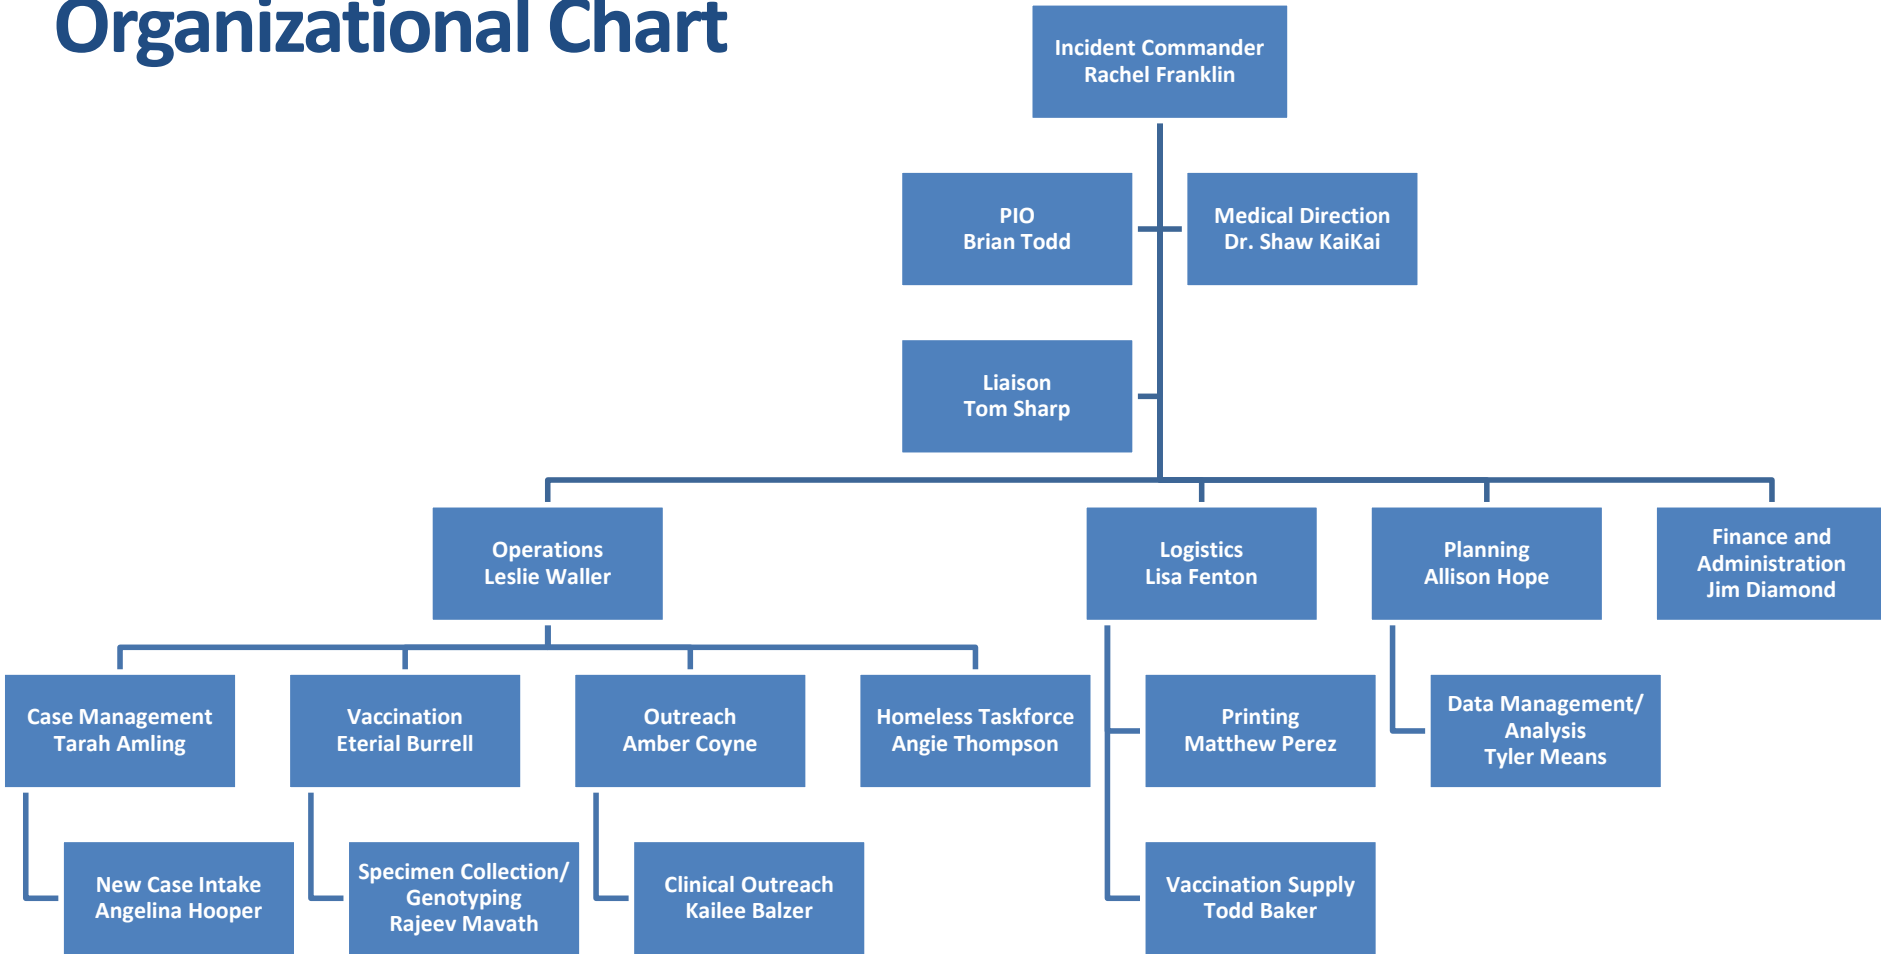 Organizational Chart
Incident Commander
Rachel Franklin
PIO
Brian Todd
Medical Direction
Dr. Shaw KaiKai
Liaison
Tom Sharp
Operations
Leslie Waller
Logistics
Lisa Fenton
Planning
Allison Hope
Finance and
Administration
Jim Diamond
Case Management
Tarah Amling
Vaccination
Eterial Burrell
Outreach
Amber Coyne
Homeless Taskforce
Angie Thompson
Printing
Matthew Perez
Data Management/
Analysis
Tyler Means
New Case Intake
Angelina Hooper
Specimen Collection/
Genotyping
Rajeev Mavath
Clinical Outreach
Kailee Balzer
Vaccination Supply
Todd Baker